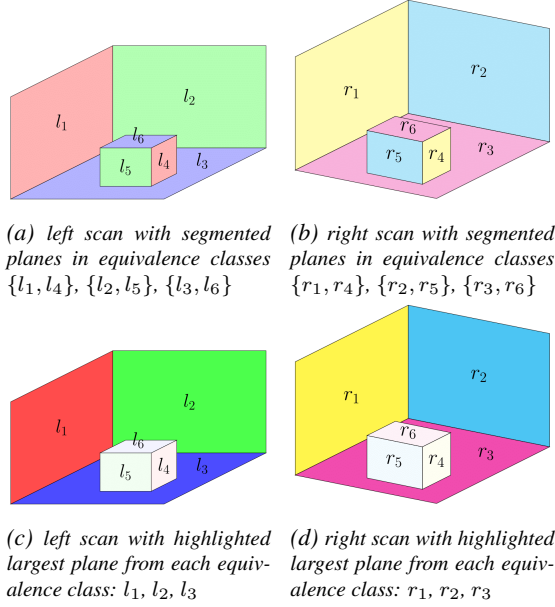 l₁
l₂
l₆
l₅
l₄
l₃
r₁
r₂
r₆
r₅
r₄
r₃
(a) left scan with segmented
planes in equivalence classes
{l₁, l₄}, {l₂, l₅}, {l₃, l₆}
(b) right scan with segmented
planes in equivalence classes
{r₁, r₄}, {r₂, r₅}, {r₃, r₆}
l₁
l₂
l₆
l₅
l₄
l₃
r₁
r₂
r₆
r₅
r₄
r₃
(c) left scan with highlighted
largest plane from each equiv-
alence class: l₁, l₂, l₃
(d) right scan with highlighted
largest plane from each equiv-
alence class: r₁, r₂, r₃